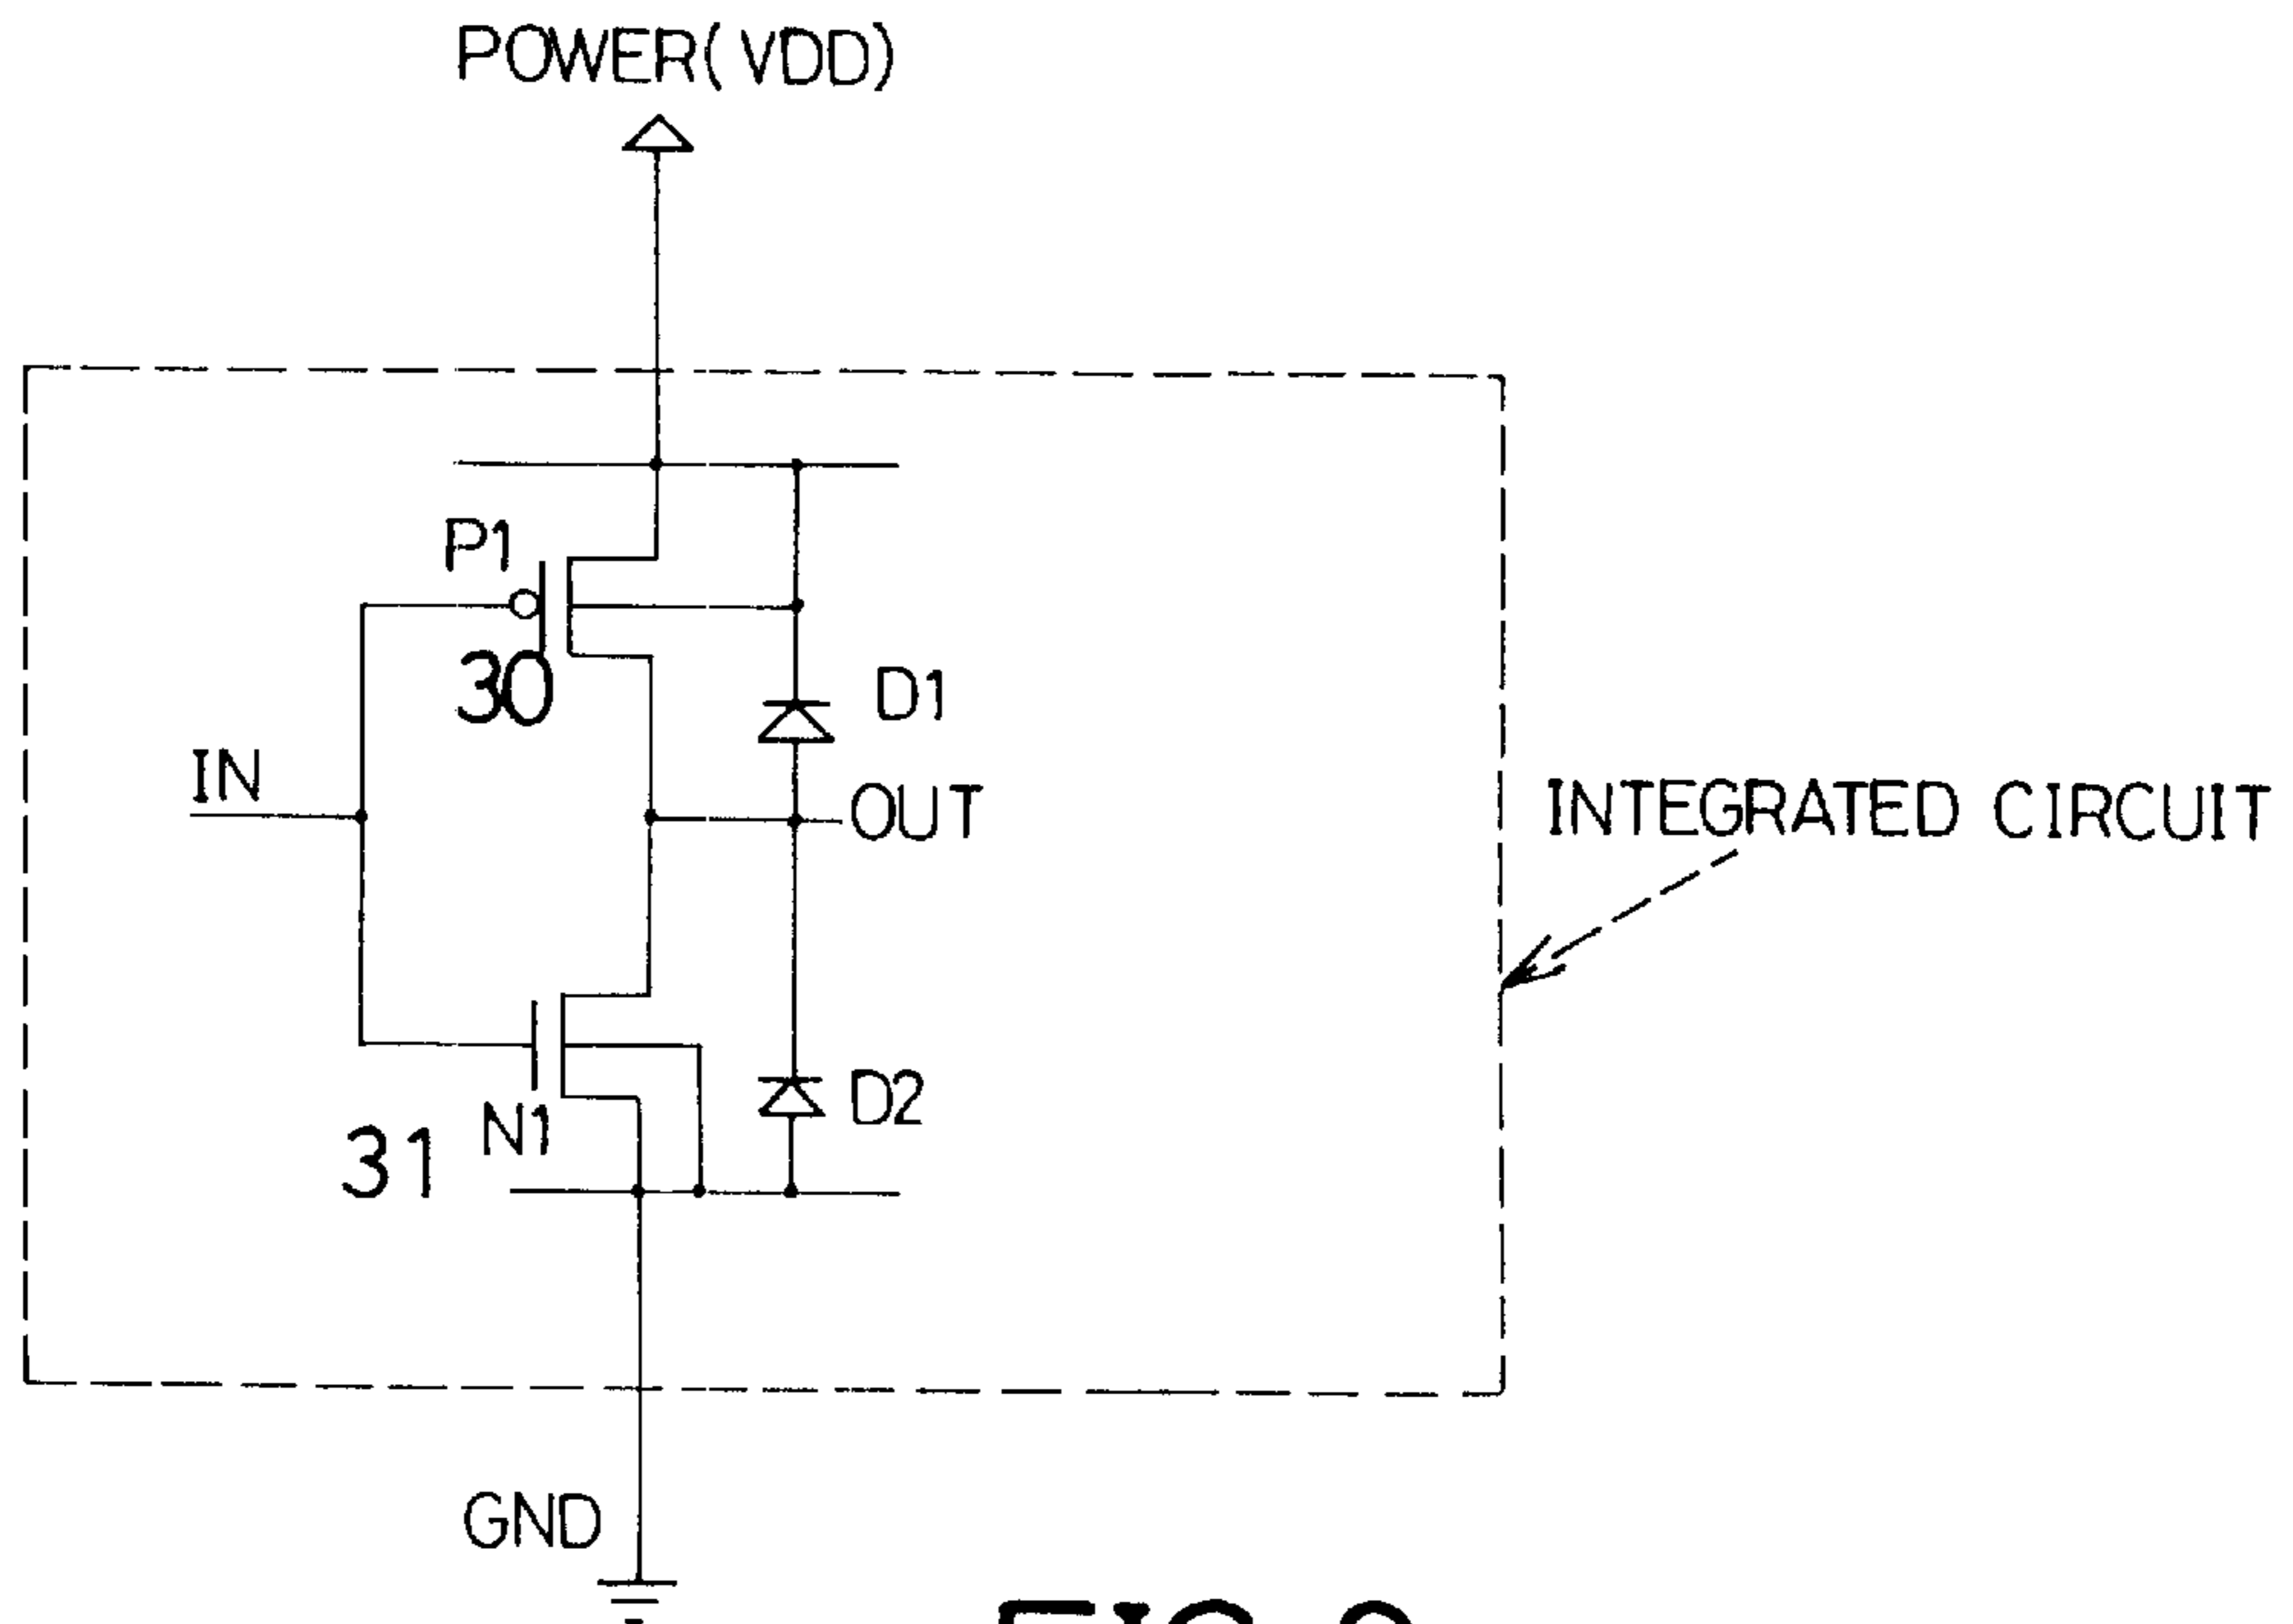 POWER(VDD)
P1
30
D1
IN
OUT
INTEGRATED CIRCUIT
D2
N1
31
GND